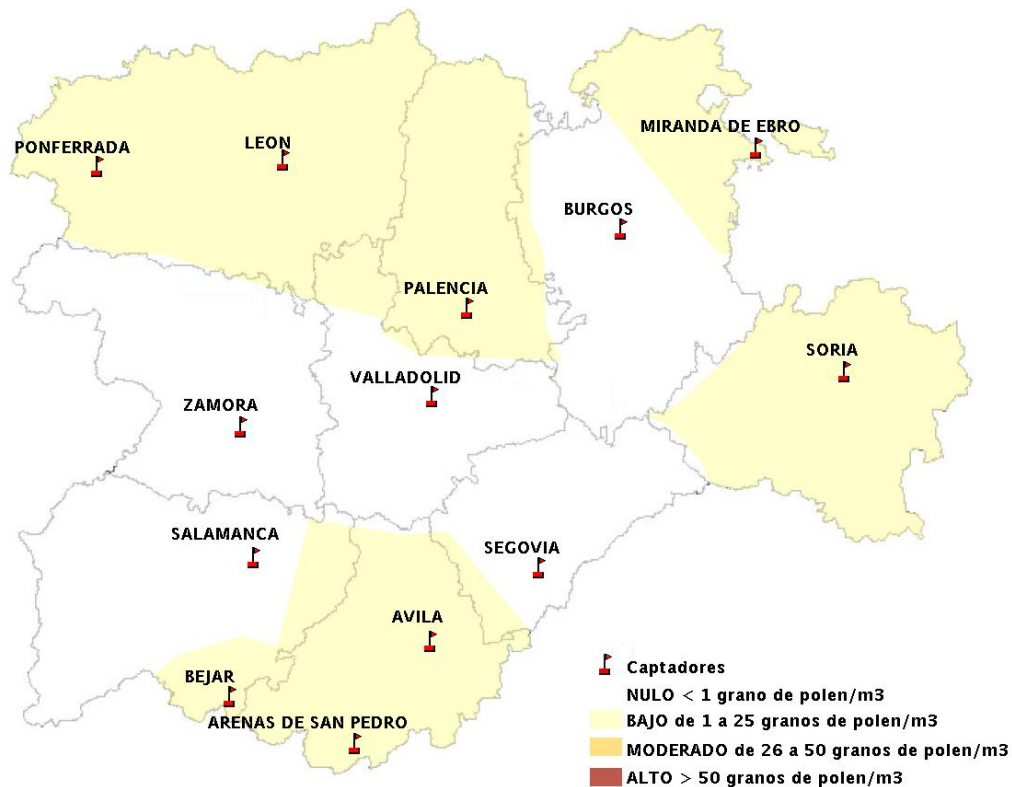 MIRANDA DE EBRO
PONFERRADA
LEON
BURGOS
PALENCIA
SORIA
VALLADOLID
ZAMORA
SALAMANCA
SEGOVIA
AVILA
BEJAR
ARENAS DE SAN PEDRO
Captadores
NULO < 1 grano de polen/m3
BAJO de 1 a 25 granos de polen/m3
MODERADO de 26 a 50 granos de polen/m3
ALTO > 50 granos de polen/m3